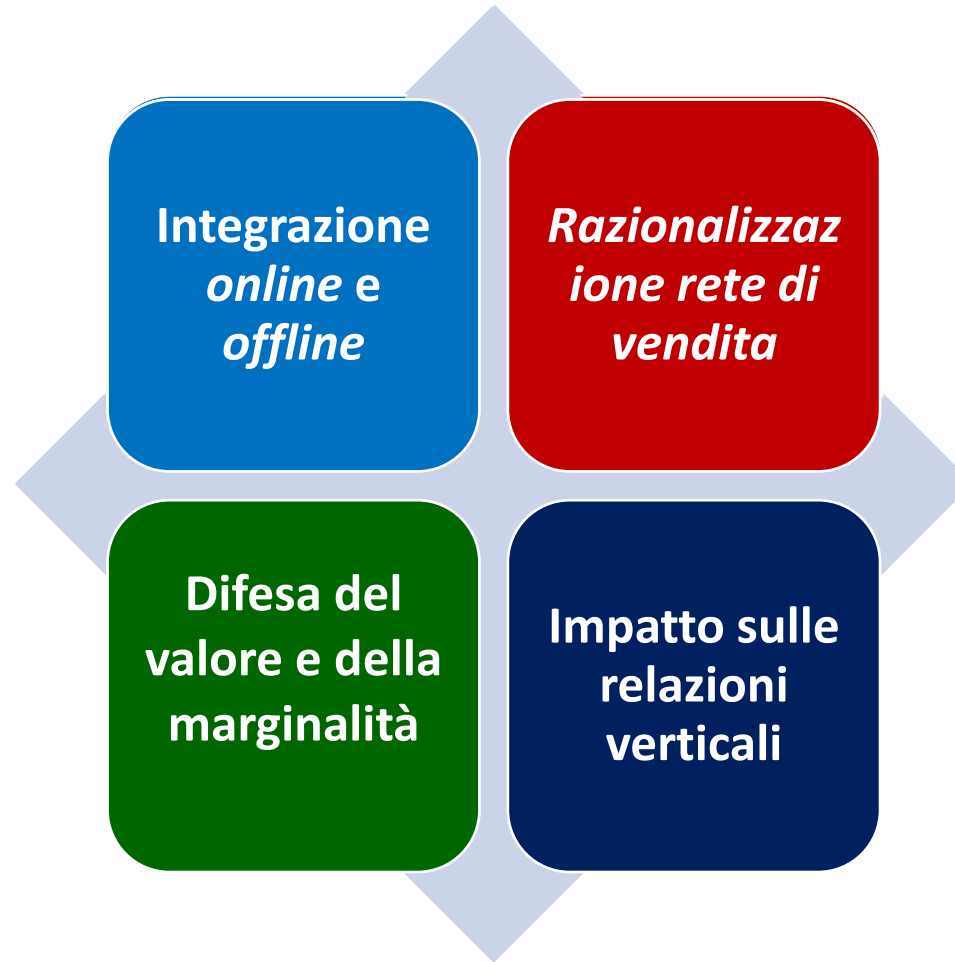 Integrazione
online e
offline
Razionalizzaz
ione rete di
vendita
Difesa del
valore e della
marginalità
Impatto sulle
relazioni
verticali